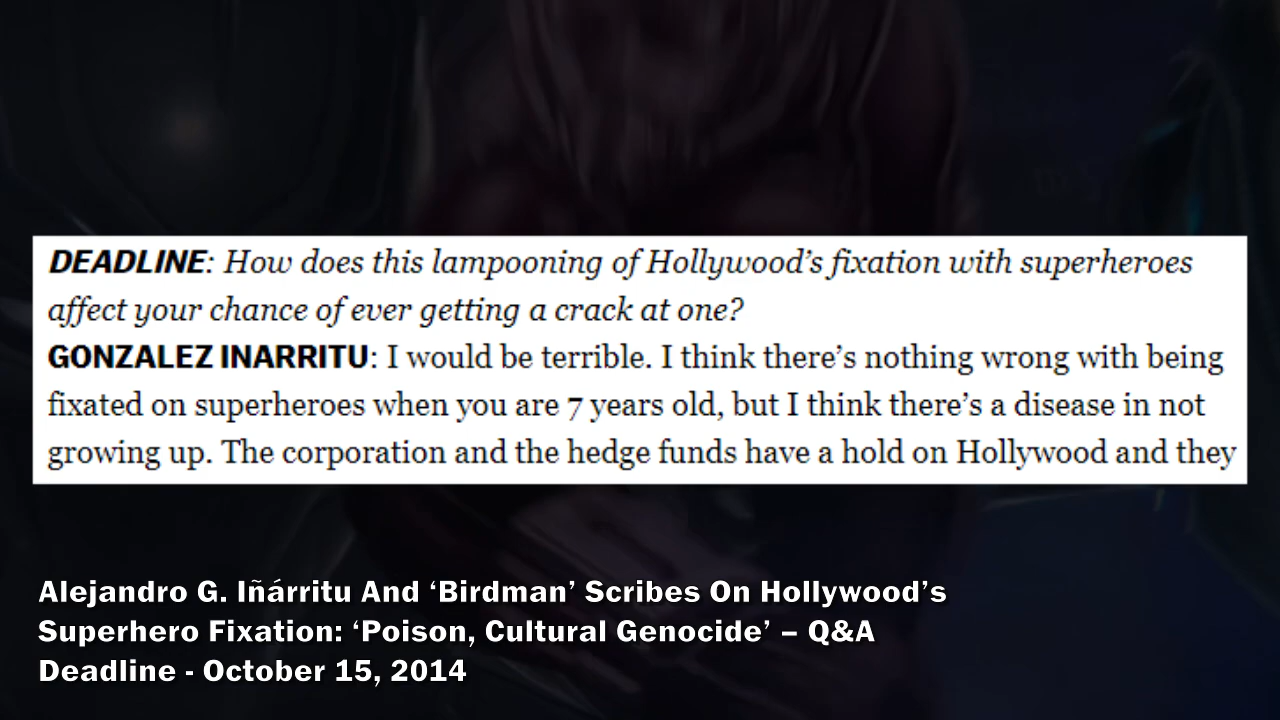 DEADLINE: How does this lampooning of Hollywood’s fixation with superheroes
affect your chance of ever getting a crack at one?
GONZALEZ INARRITU: I would be terrible. I think there’s nothing wrong with being
fixated on superheroes when you are 7 years old, but I think there’s a disease in not
growing up. The corporation and the hedge funds have a hold on Hollywood and they
Alejandro G. Iñárritu And ‘Birdman’ Scribes On Hollywood’s
Superhero Fixation: ‘Poison, Cultural Genocide’ – Q&A
Deadline - October 15, 2014